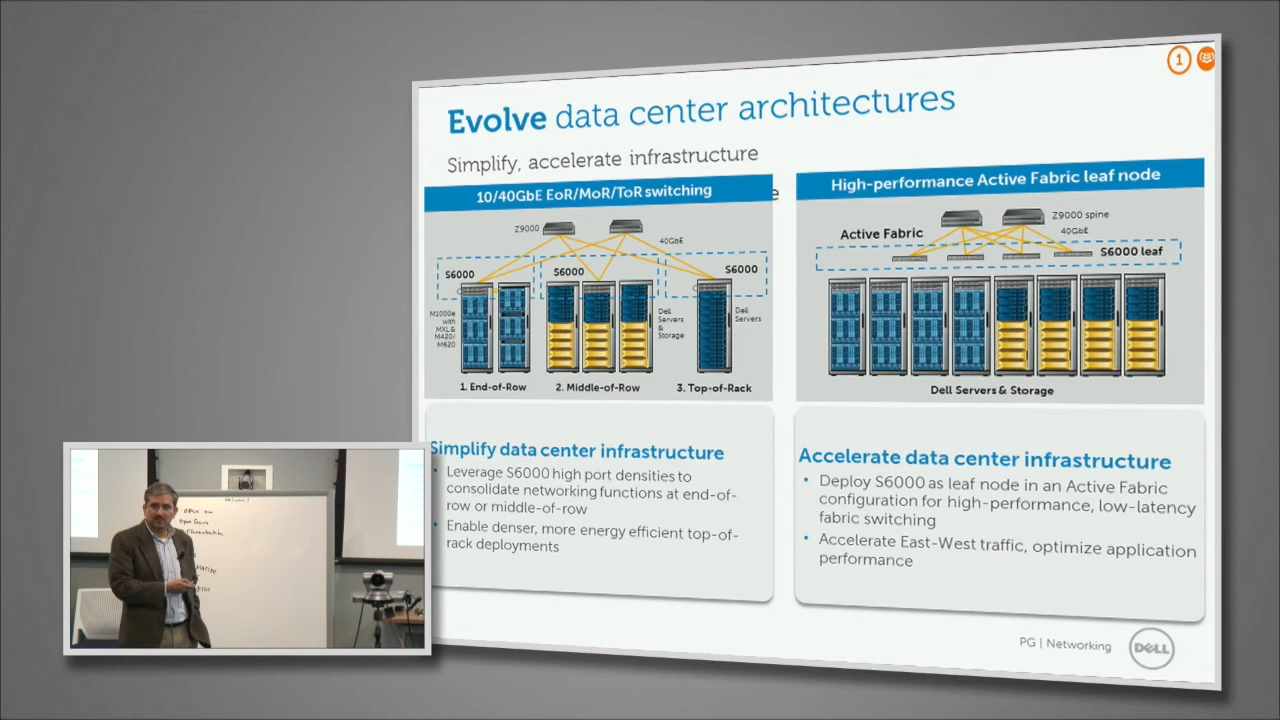 1
Evolve data center architectures
Simplify, accelerate infrastructure
e
10/40GbE EoR/MoR/ToR switching
Z9000
40GbE
S6000
S6000
S6000
M1000e
with
MXL &
M420/
M620
Dell
Servers
&
Storage
Dell
Servers
1. End-of-Row
2. Middle-of-Row
3. Top-of-Rack
High-performance Active Fabric leaf node
Z9000 spine
40GbE
Active Fabric
S6000 leaf
Dell Servers & Storage
Simplify data center infrastructure
• Leverage S6000 high port densities to
consolidate networking functions at end-of-
row or middle-of-row
• Enable denser, more energy efficient top-of-
rack deployments
Accelerate data center infrastructure
• Deploy S6000 as leaf node in an Active Fabric
configuration for high-performance, low-latency
fabric switching
• Accelerate East-West traffic, optimize application
performance
PG | Networking
DELL